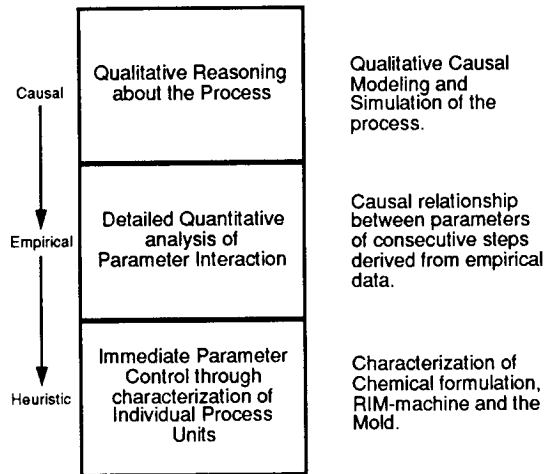 Causal
Qualitative Reasoning
about the Process
Qualitative Causal
Modeling and
Simulation of the
process.
Empirical
Detailed Quantitative
analysis of
Parameter Interaction
Causal relationship
between parameters
of consecutive steps
derived from empirical
data.
Heuristic
Immediate Parameter
Control through
characterization of
Individual Process
Units
Characterization of
Chemical formulation,
RIM-machine and the
Mold.